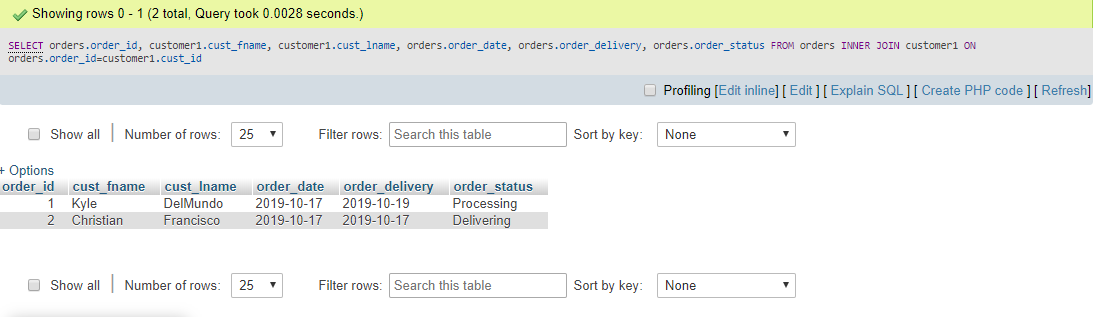 Showing rows 0 - 1 (2 total, Query took 0.0028 seconds.)
SELECT orders.order_id, customer1.cust_fname, customer1.cust_lname, orders.order_date, orders.order_delivery, orders.order_status FROM orders INNER JOIN customer1 ON
orders.order_id=customer1.cust_id
Profiling [Edit inline] [ Edit ] [ Explain SQL ] [ Create PHP code ] [ Refresh]
Show all | Number of rows: 25 Filter rows: Search this table Sort by key: None
+ Options
order_id cust_fname cust_lname order_date order_delivery order_status
1 Kyle DelMundo 2019-10-17 2019-10-19 Processing
2 Christian Francisco 2019-10-17 2019-10-17 Delivering
Show all | Number of rows: 25 Filter rows: Search this table Sort by key: None